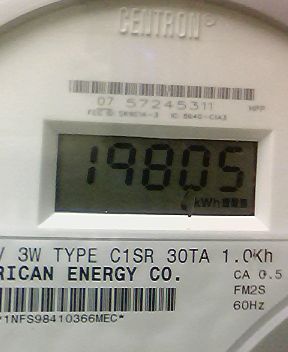 CENTRON®
07 57245311
19805
kWh
V 3W TYPE C1SR 30TA 1.0Kh
RICAN ENERGY CO.
CA 0.5
FM2S
60Hz
*1NFS98410366MEC*